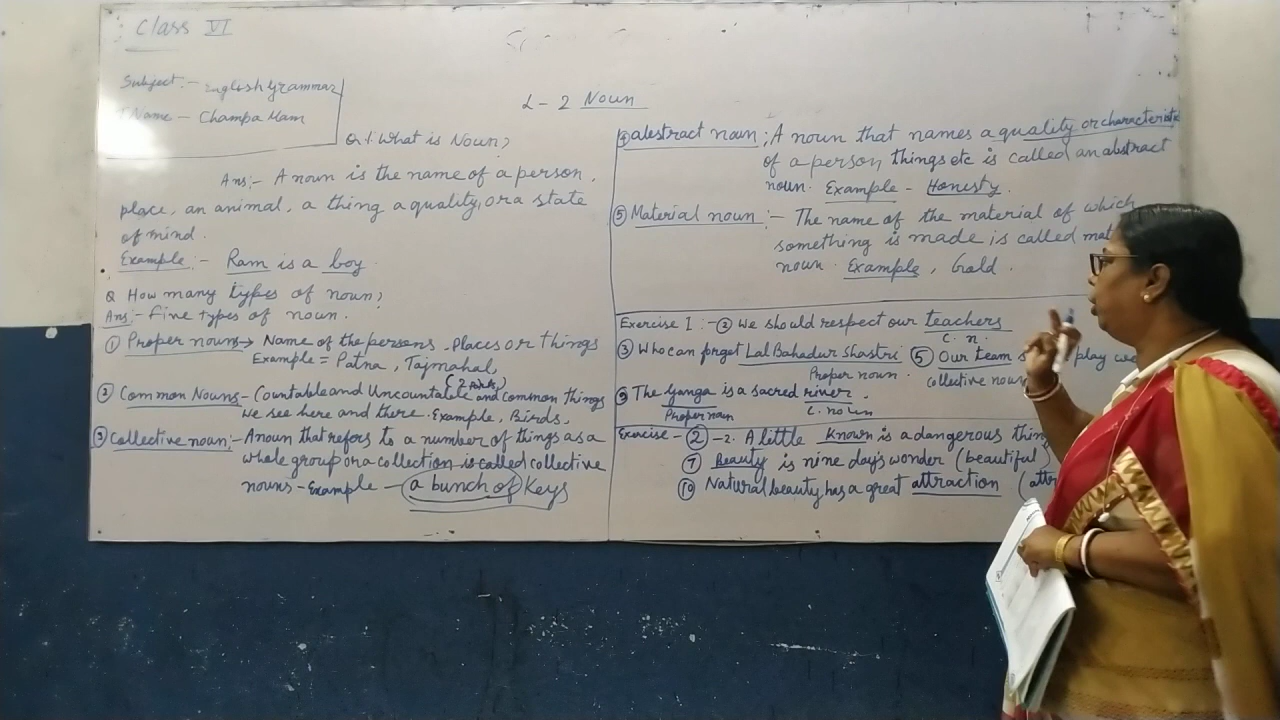 Class VI
Subject:- English Grammar
Name - Champa Mam
L-2 Noun
Q.1. What is Noun?
Ans:- A noun is the name of a person,
place, an animal, a thing a quality, or a state
of mind.
Example:- Ram is a boy.
Q How many types of noun?
Ans:- five types of noun.
① Proper nouns→ Name of the persons, Places or things
Example = Patna, Tajmahal,
② Common Nouns- Countable and Uncountable and common things
we see here and there. Example, Birds.
③ Collective noun:- A noun that refers to a number of things as a
whole group or a collection is called collective
nouns - Example - a bunch of Keys
④ abestract noun; A noun that names a quality or characteristic
of a person, things etc is called an abstract
noun. Example - Honesty.
⑤ Material noun:- The name of the material of which
something is made is called mat
noun. Example, Gold.
Exercise I:- ② We should respect our teachers
C. n.
③ Who can forget Lal Bahadur Shastri ⑤ Our team play we
Proper noun. collective noun
⑨ The Ganga is a sacred river.
Proper noun C. noun
Exercise - ② -2. A little Known is a dangerous thing
⑦ Beauty is nine day's wonder (beautiful)
⑩ Natural beauty has a great attraction (attr